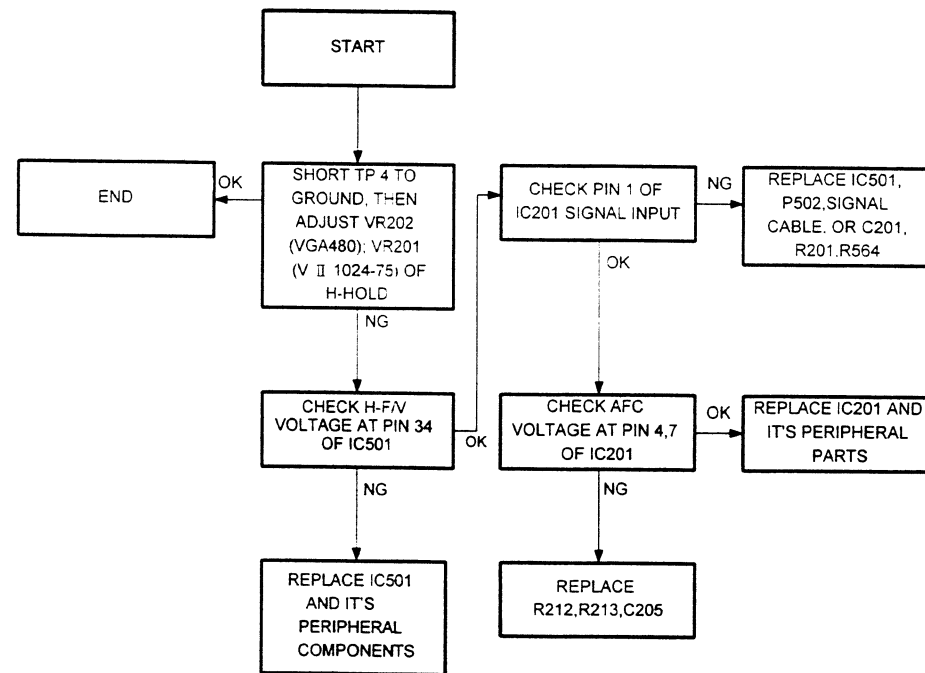 START
END
OK
SHORT TP 4 TO
GROUND, THEN
ADJUST VR202
(VGA480); VR201
(V II 1024-75) OF
H-HOLD
NG
CHECK H-F/V
VOLTAGE AT PIN 34
OF IC501
OK
NG
REPLACE IC501
AND IT'S
PERIPHERAL
COMPONENTS
CHECK PIN 1 OF
IC201 SIGNAL INPUT
NG
REPLACE IC501,
P502,SIGNAL
CABLE. OR C201,
R201,R564
OK
CHECK AFC
VOLTAGE AT PIN 4,7
OF IC201
OK
REPLACE IC201 AND
IT'S PERIPHERAL
PARTS
NG
REPLACE
R212,R213,C205